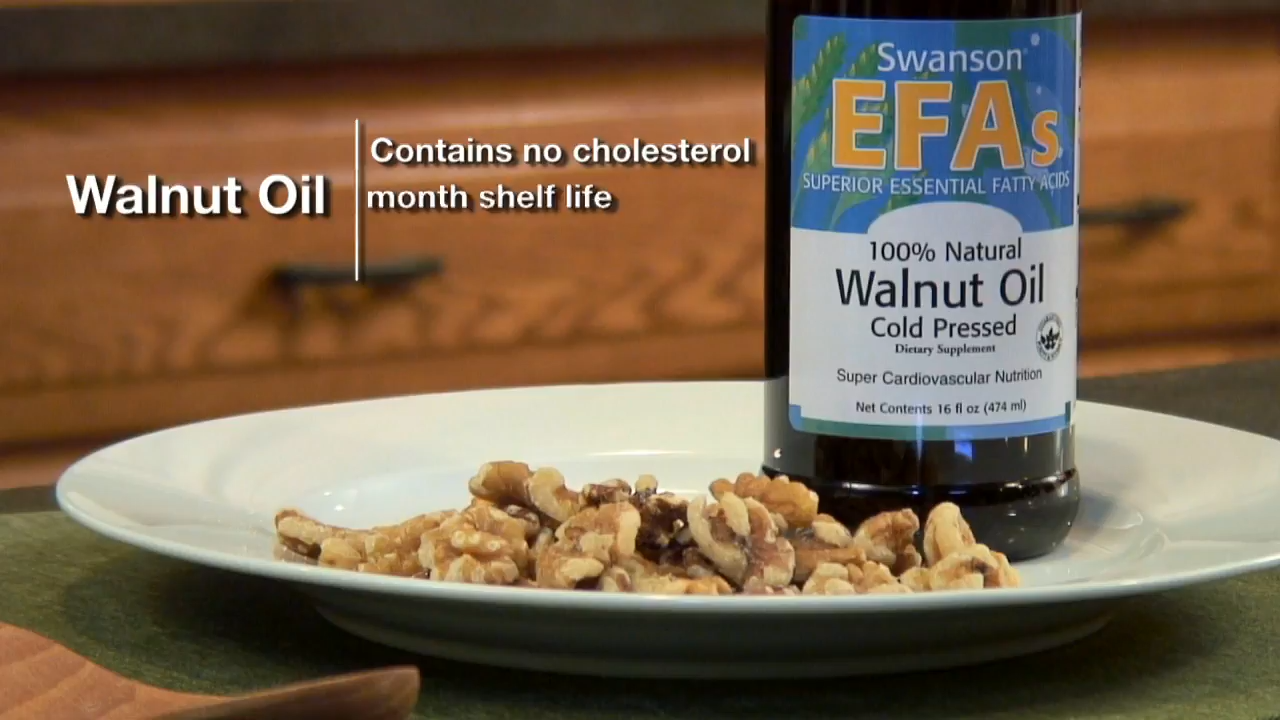 Walnut Oil
Contains no cholesterol
month shelf life
Swanson
EFAs
SUPERIOR ESSENTIAL FATTY ACIDS
100% Natural
Walnut Oil
Cold Pressed
Dietary Supplement
Super Cardiovascular Nutrition
Net Contents 16 fl oz (474 ml)